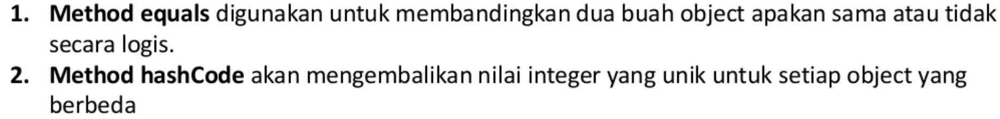 1. Method equals digunakan untuk membandingkan dua buah object apakan sama atau tidak
secara logis.
2. Method hashCode akan mengembalikan nilai integer yang unik untuk setiap object yang
berbeda